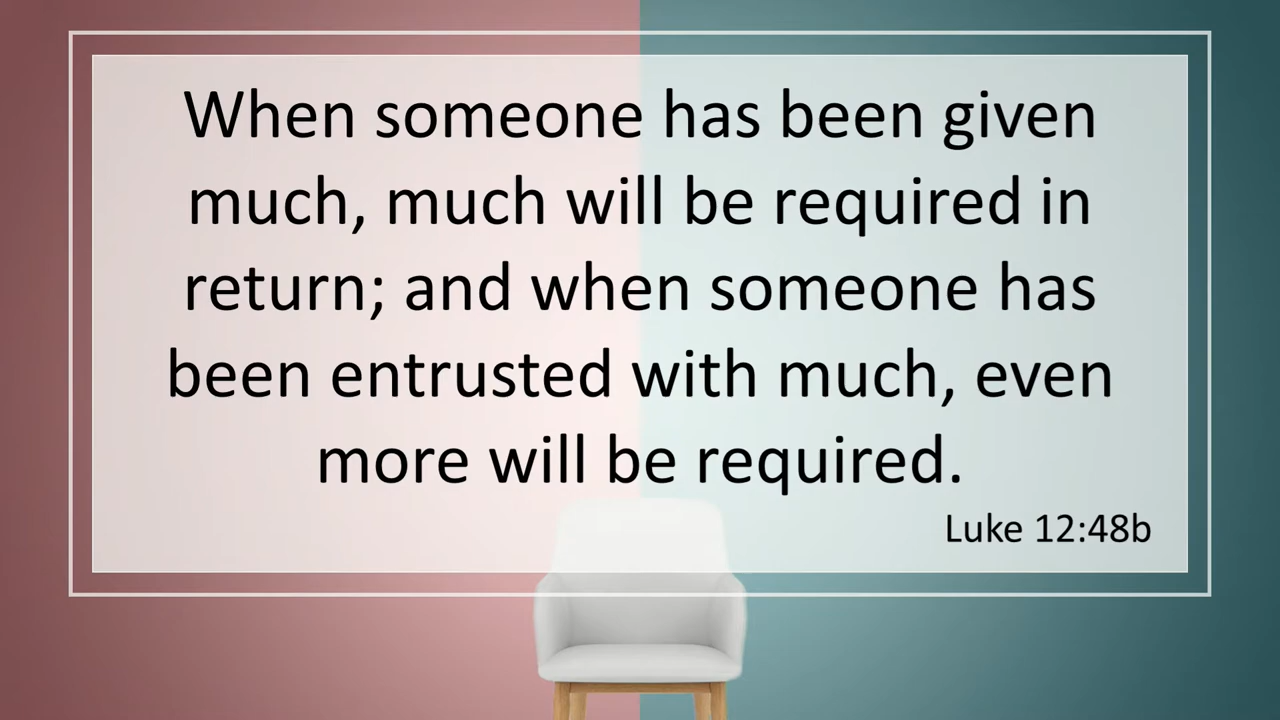 When someone has been given
much, much will be required in
return; and when someone has
been entrusted with much, even
more will be required.
Luke 12:48b